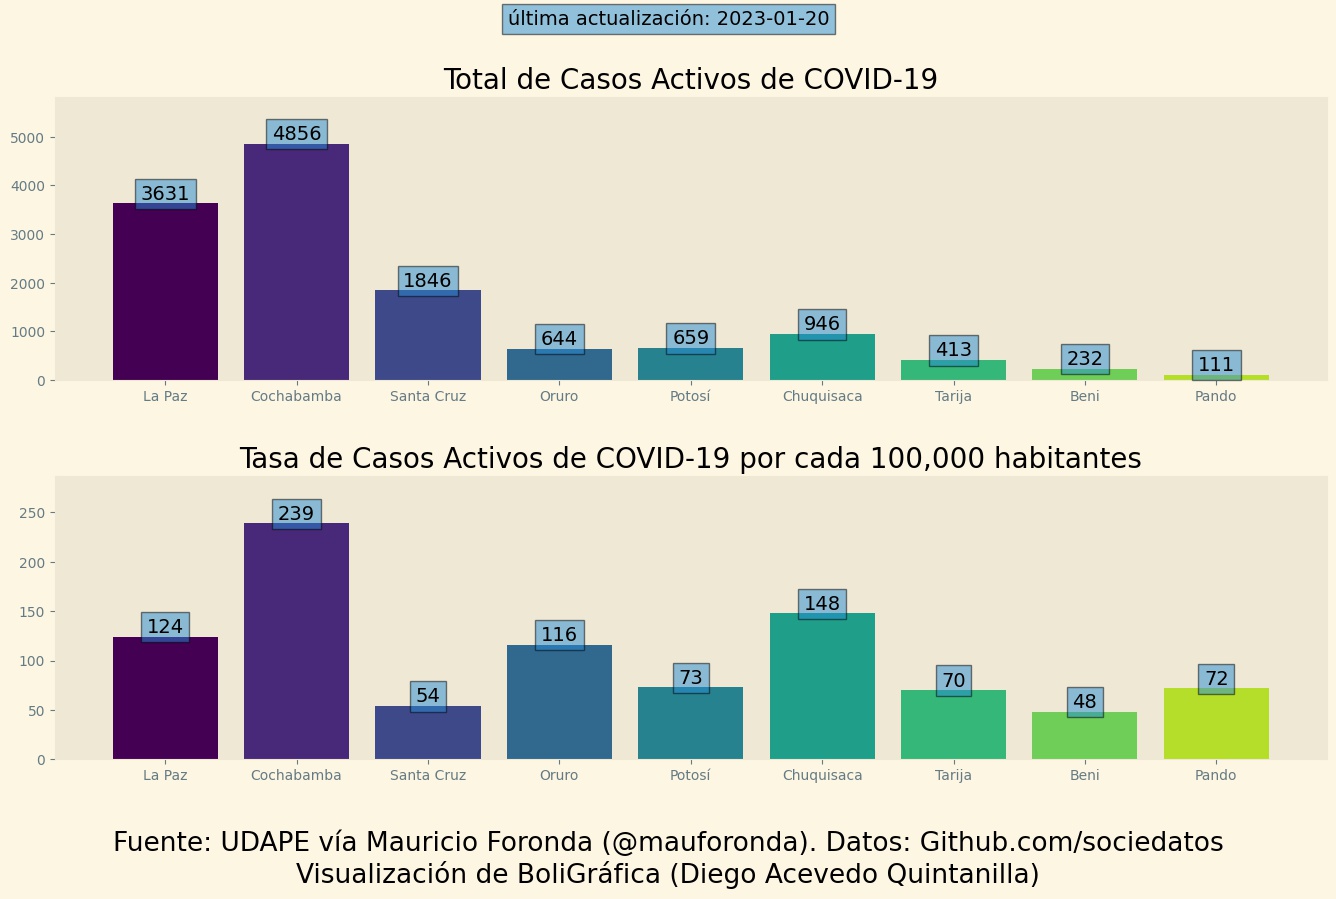 última actualización: 2023-01-20
Total de Casos Activos de COVID-19
5000
4000
3000
2000
1000
0
3631
4856
1846
644
659
946
413
232
111
La Paz
Cochabamba
Santa Cruz
Oruro
Potosí
Chuquisaca
Tarija
Beni
Pando
Tasa de Casos Activos de COVID-19 por cada 100,000 habitantes
250
200
150
100
50
0
124
239
54
116
73
148
70
48
72
La Paz
Cochabamba
Santa Cruz
Oruro
Potosí
Chuquisaca
Tarija
Beni
Pando
Fuente: UDAPE vía Mauricio Foronda (@mauforonda). Datos: Github.com/sociedatos
Visualización de BoliGráfica (Diego Acevedo Quintanilla)